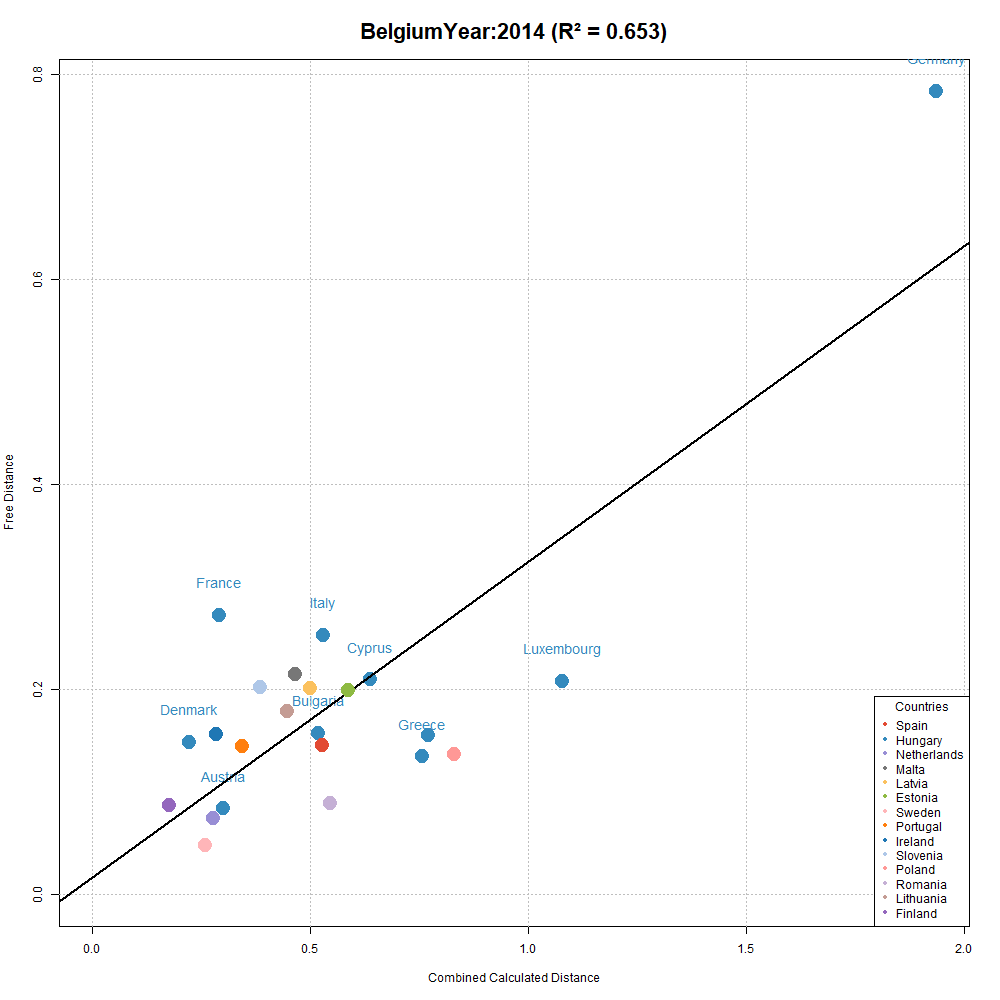 BelgiumYear:2014 (R² = 0.653)
Germany
0.8
0.6
0.4
0.2
0.0
Free Distance
France
Italy
Cyprus
Luxembourg
Bulgaria
Denmark
Greece
Austria
Countries
Spain
Hungary
Netherlands
Malta
Latvia
Estonia
Sweden
Portugal
Ireland
Slovenia
Poland
Romania
Lithuania
Finland
0.0 0.5 1.0 1.5 2.0
Combined Calculated Distance